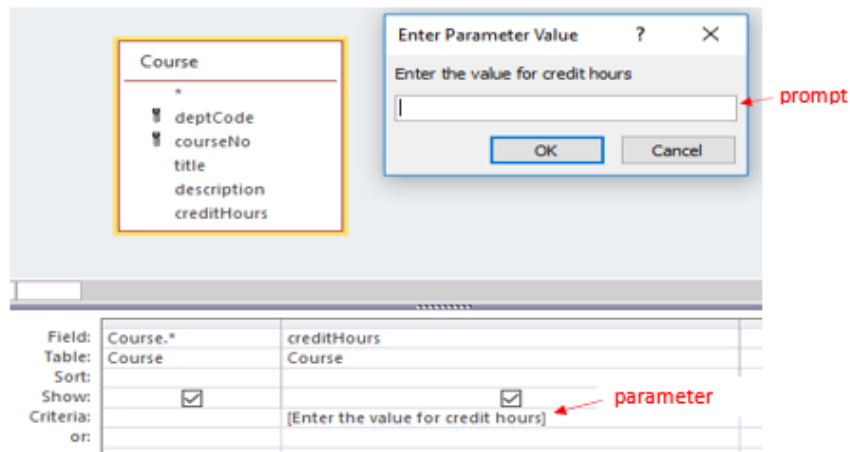 Course
*
deptCode
courseNo
title
description
creditHours
Enter Parameter Value ? ×
Enter the value for credit hours
OK Cancel
prompt
Field: Course.* creditHours
Table: Course Course
Sort:
Show:
Criteria: [Enter the value for credit hours]
or:
parameter